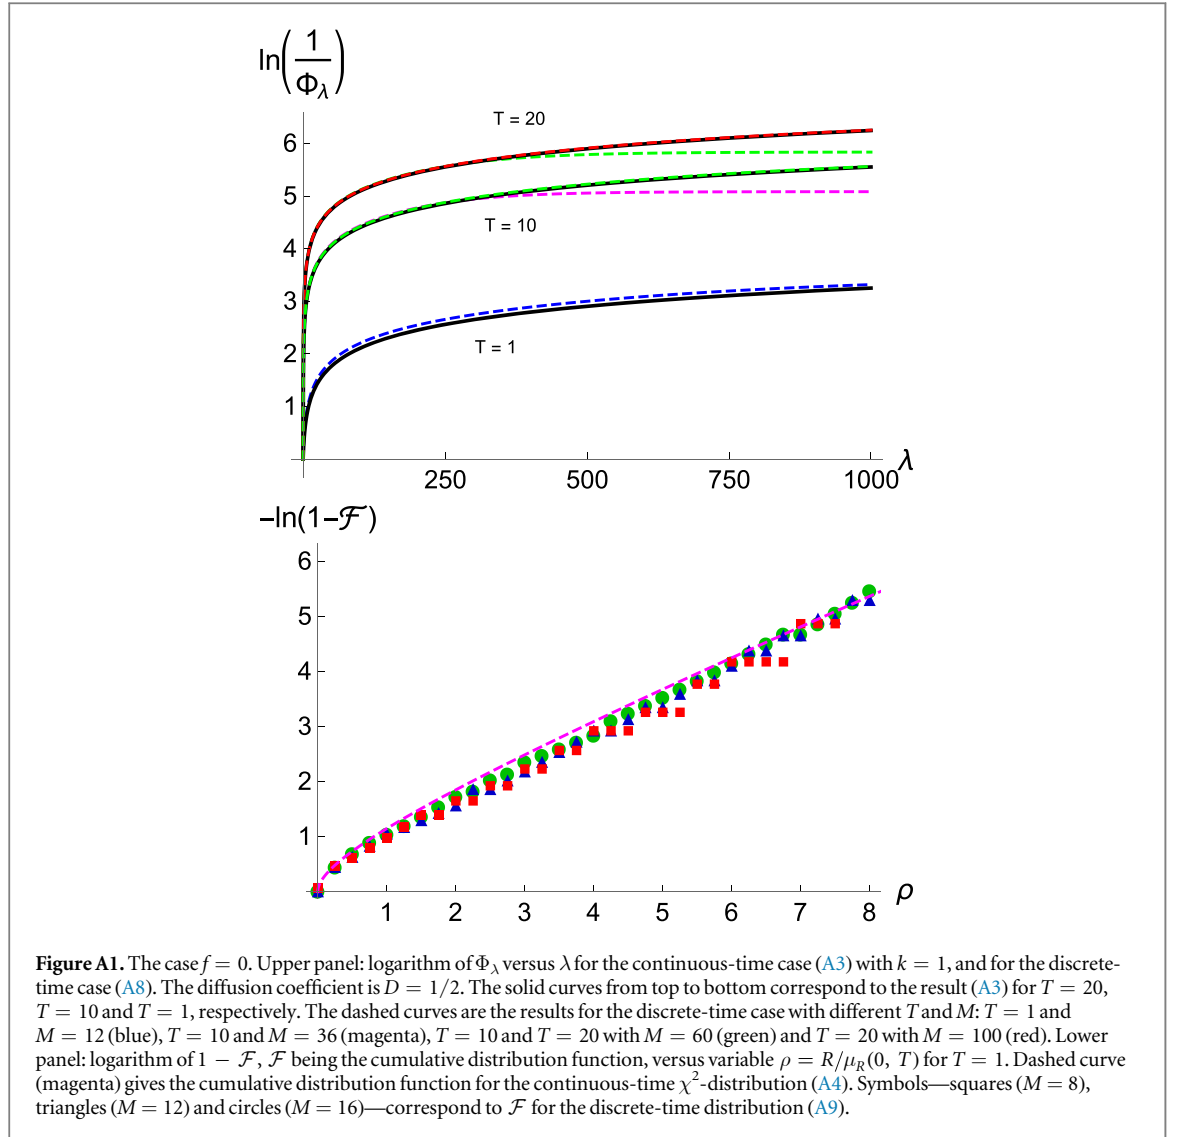 ln(1/Φλ)
T = 20
6
5
T = 10
4
3
2
T = 1
1
250 500 750 1000 λ
−ln(1−ℱ)
6
5
4
3
2
1
1 2 3 4 5 6 7 8 ρ
Figure A1. The case f = 0. Upper panel: logarithm of Φλ versus λ for the continuous-time case (A3) with k = 1, and for the discrete-
time case (A8). The diffusion coefficient is D = 1/2. The solid curves from top to bottom correspond to the result (A3) for T = 20,
T = 10 and T = 1, respectively. The dashed curves are the results for the discrete-time case with different T and M: T = 1 and
M = 12 (blue), T = 10 and M = 36 (magenta), T = 10 and T = 20 with M = 60 (green) and T = 20 with M = 100 (red). Lower
panel: logarithm of 1 − ℱ, ℱ being the cumulative distribution function, versus variable ρ = R/μR(0, T) for T = 1. Dashed curve
(magenta) gives the cumulative distribution function for the continuous-time χ²-distribution (A4). Symbols—squares (M = 8),
triangles (M = 12) and circles (M = 16)—correspond to ℱ for the discrete-time distribution (A9).